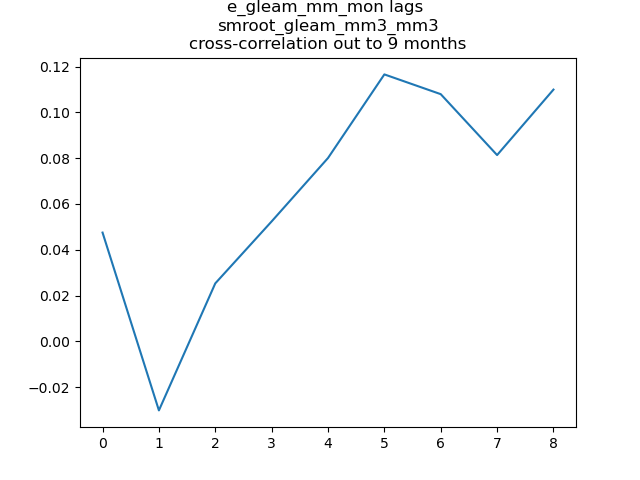 e_gleam_mm_mon lags
smroot_gleam_mm3_mm3
cross-correlation out to 9 months
0.12
0.10
0.08
0.06
0.04
0.02
0.00
−0.02
0 1 2 3 4 5 6 7 8